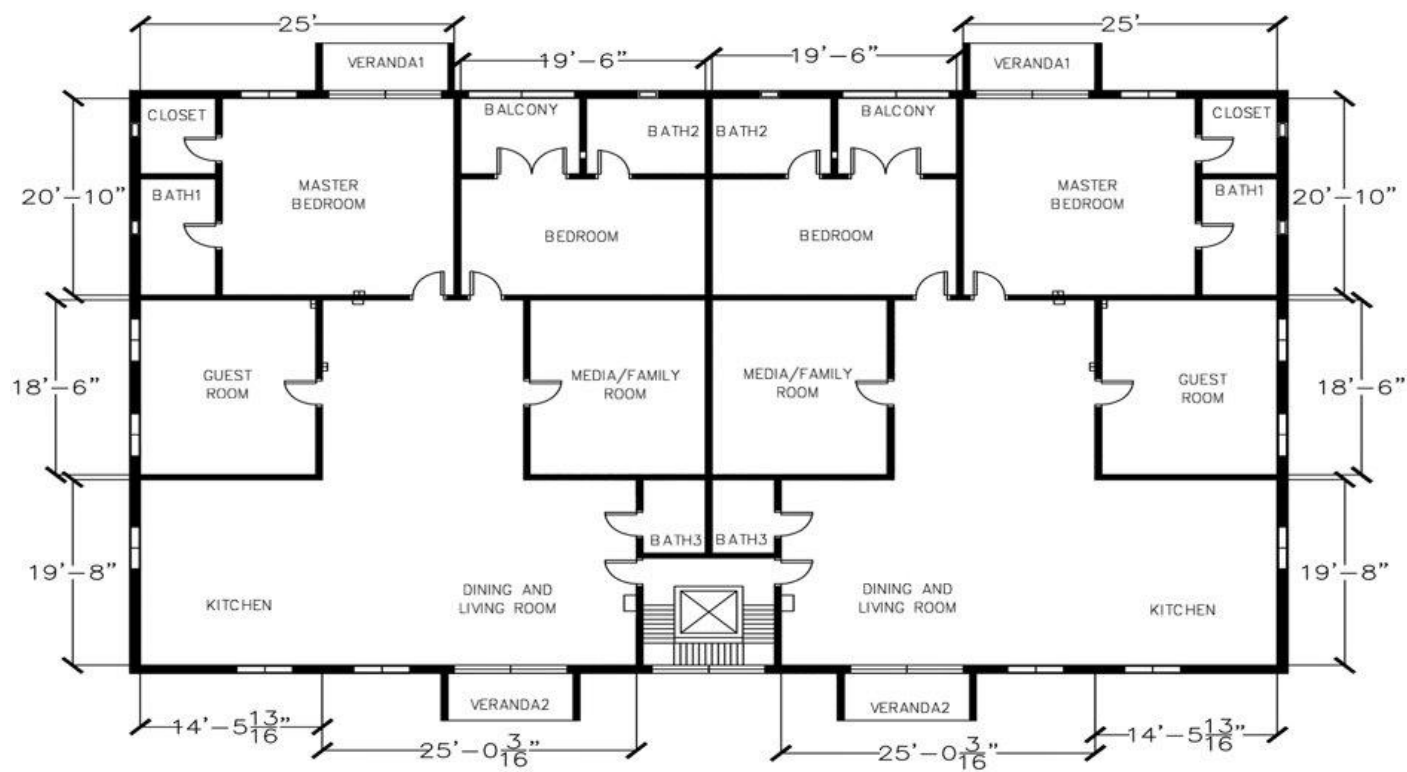 25'
25'
VERANDA1
19'-6"
19'-6"
VERANDA1
CLOSET
BALCONY
BATH2
BATH2
BALCONY
CLOSET
20'-10"
BATH1
MASTER
BEDROOM
BEDROOM
BEDROOM
MASTER
BEDROOM
BATH1
20'-10"
18'-6"
GUEST
ROOM
MEDIA/FAMILY
ROOM
MEDIA/FAMILY
ROOM
GUEST
ROOM
18'-6"
BATH3
BATH3
19'-8"
KITCHEN
DINING AND
LIVING ROOM
DINING AND
LIVING ROOM
KITCHEN
19'-8"
VERANDA2
VERANDA2
14'-5 13/16"
25'-0 3/16"
25'-0 3/16"
14'-5 13/16"